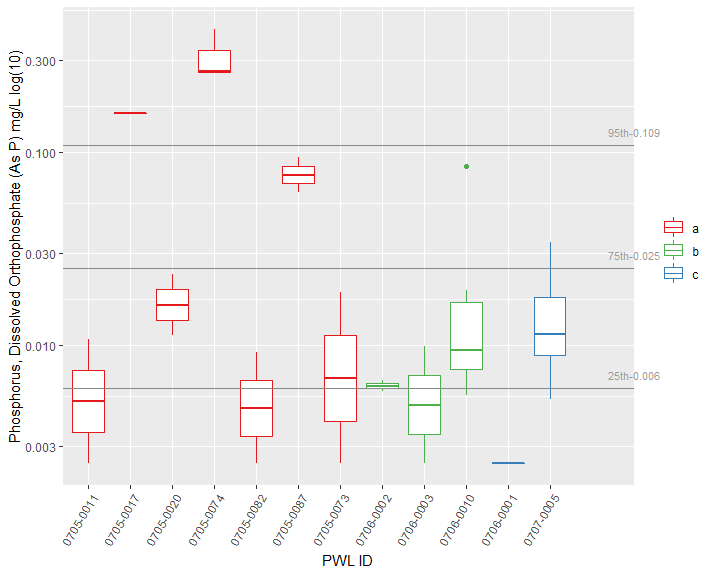 Phosphorus, Dissolved Orthophosphate (As P) mg/L log(10)
0.300
0.100
0.030
0.010
0.003
95th-0.109
75th-0.025
25th-0.006
a
b
c
0705-0011
0705-0017
0705-0020
0705-0074
0705-0082
0705-0087
0705-0073
0706-0002
0706-0003
0706-0010
0706-0001
0707-0005
PWL ID